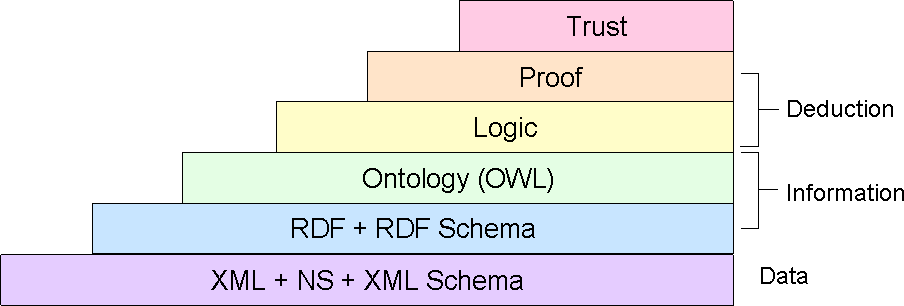 Trust
Proof
Deduction
Logic
Ontology (OWL)
Information
RDF + RDF Schema
XML + NS + XML Schema
Data